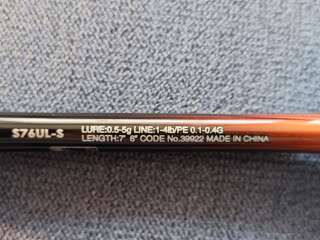 S76UL-S
LURE:0.5-5g LINE:1-4lb/PE 0.1-0.4G
LENGTH:7' 6" CODE No.39922 MADE IN CHINA